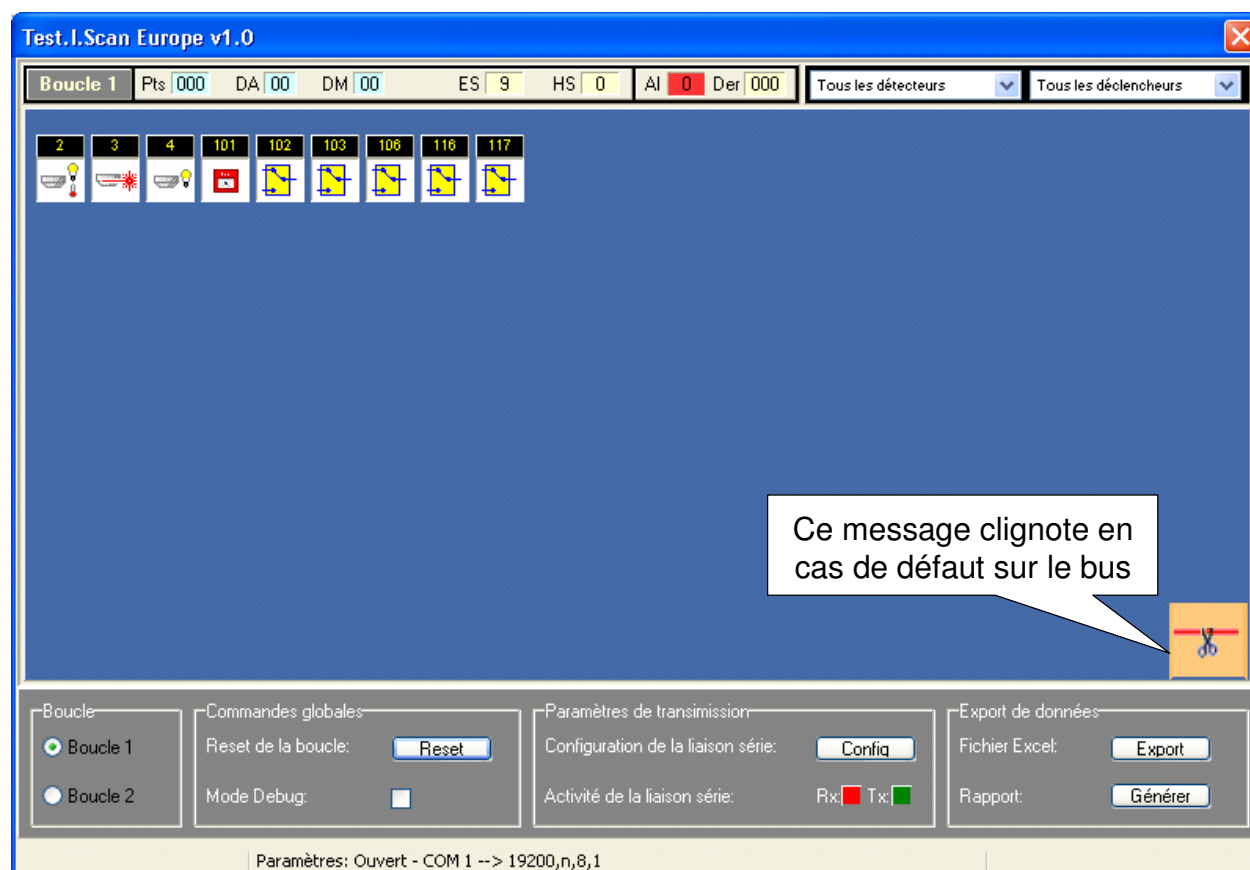 Test.I.Scan Europe v1.0
Boucle 1 Pts 000 DA 00 DM 00 ES 9 HS 0 Al 0 Der 000 Tous les détecteurs Tous les déclencheurs
2 3 4 101 102 103 106 116 117
Ce message clignote en
cas de défaut sur le bus
Boucle Commandes globales Paramètres de transimission Export de données
Boucle 1 Reset de la boucle: Reset Configuration de la liaison série: Config Fichier Excel: Export
Boucle 2 Mode Debug: Activité de la liaison série: Rx: Tx: Rapport: Générer
Paramètres: Ouvert - COM 1 --> 19200,n,8,1